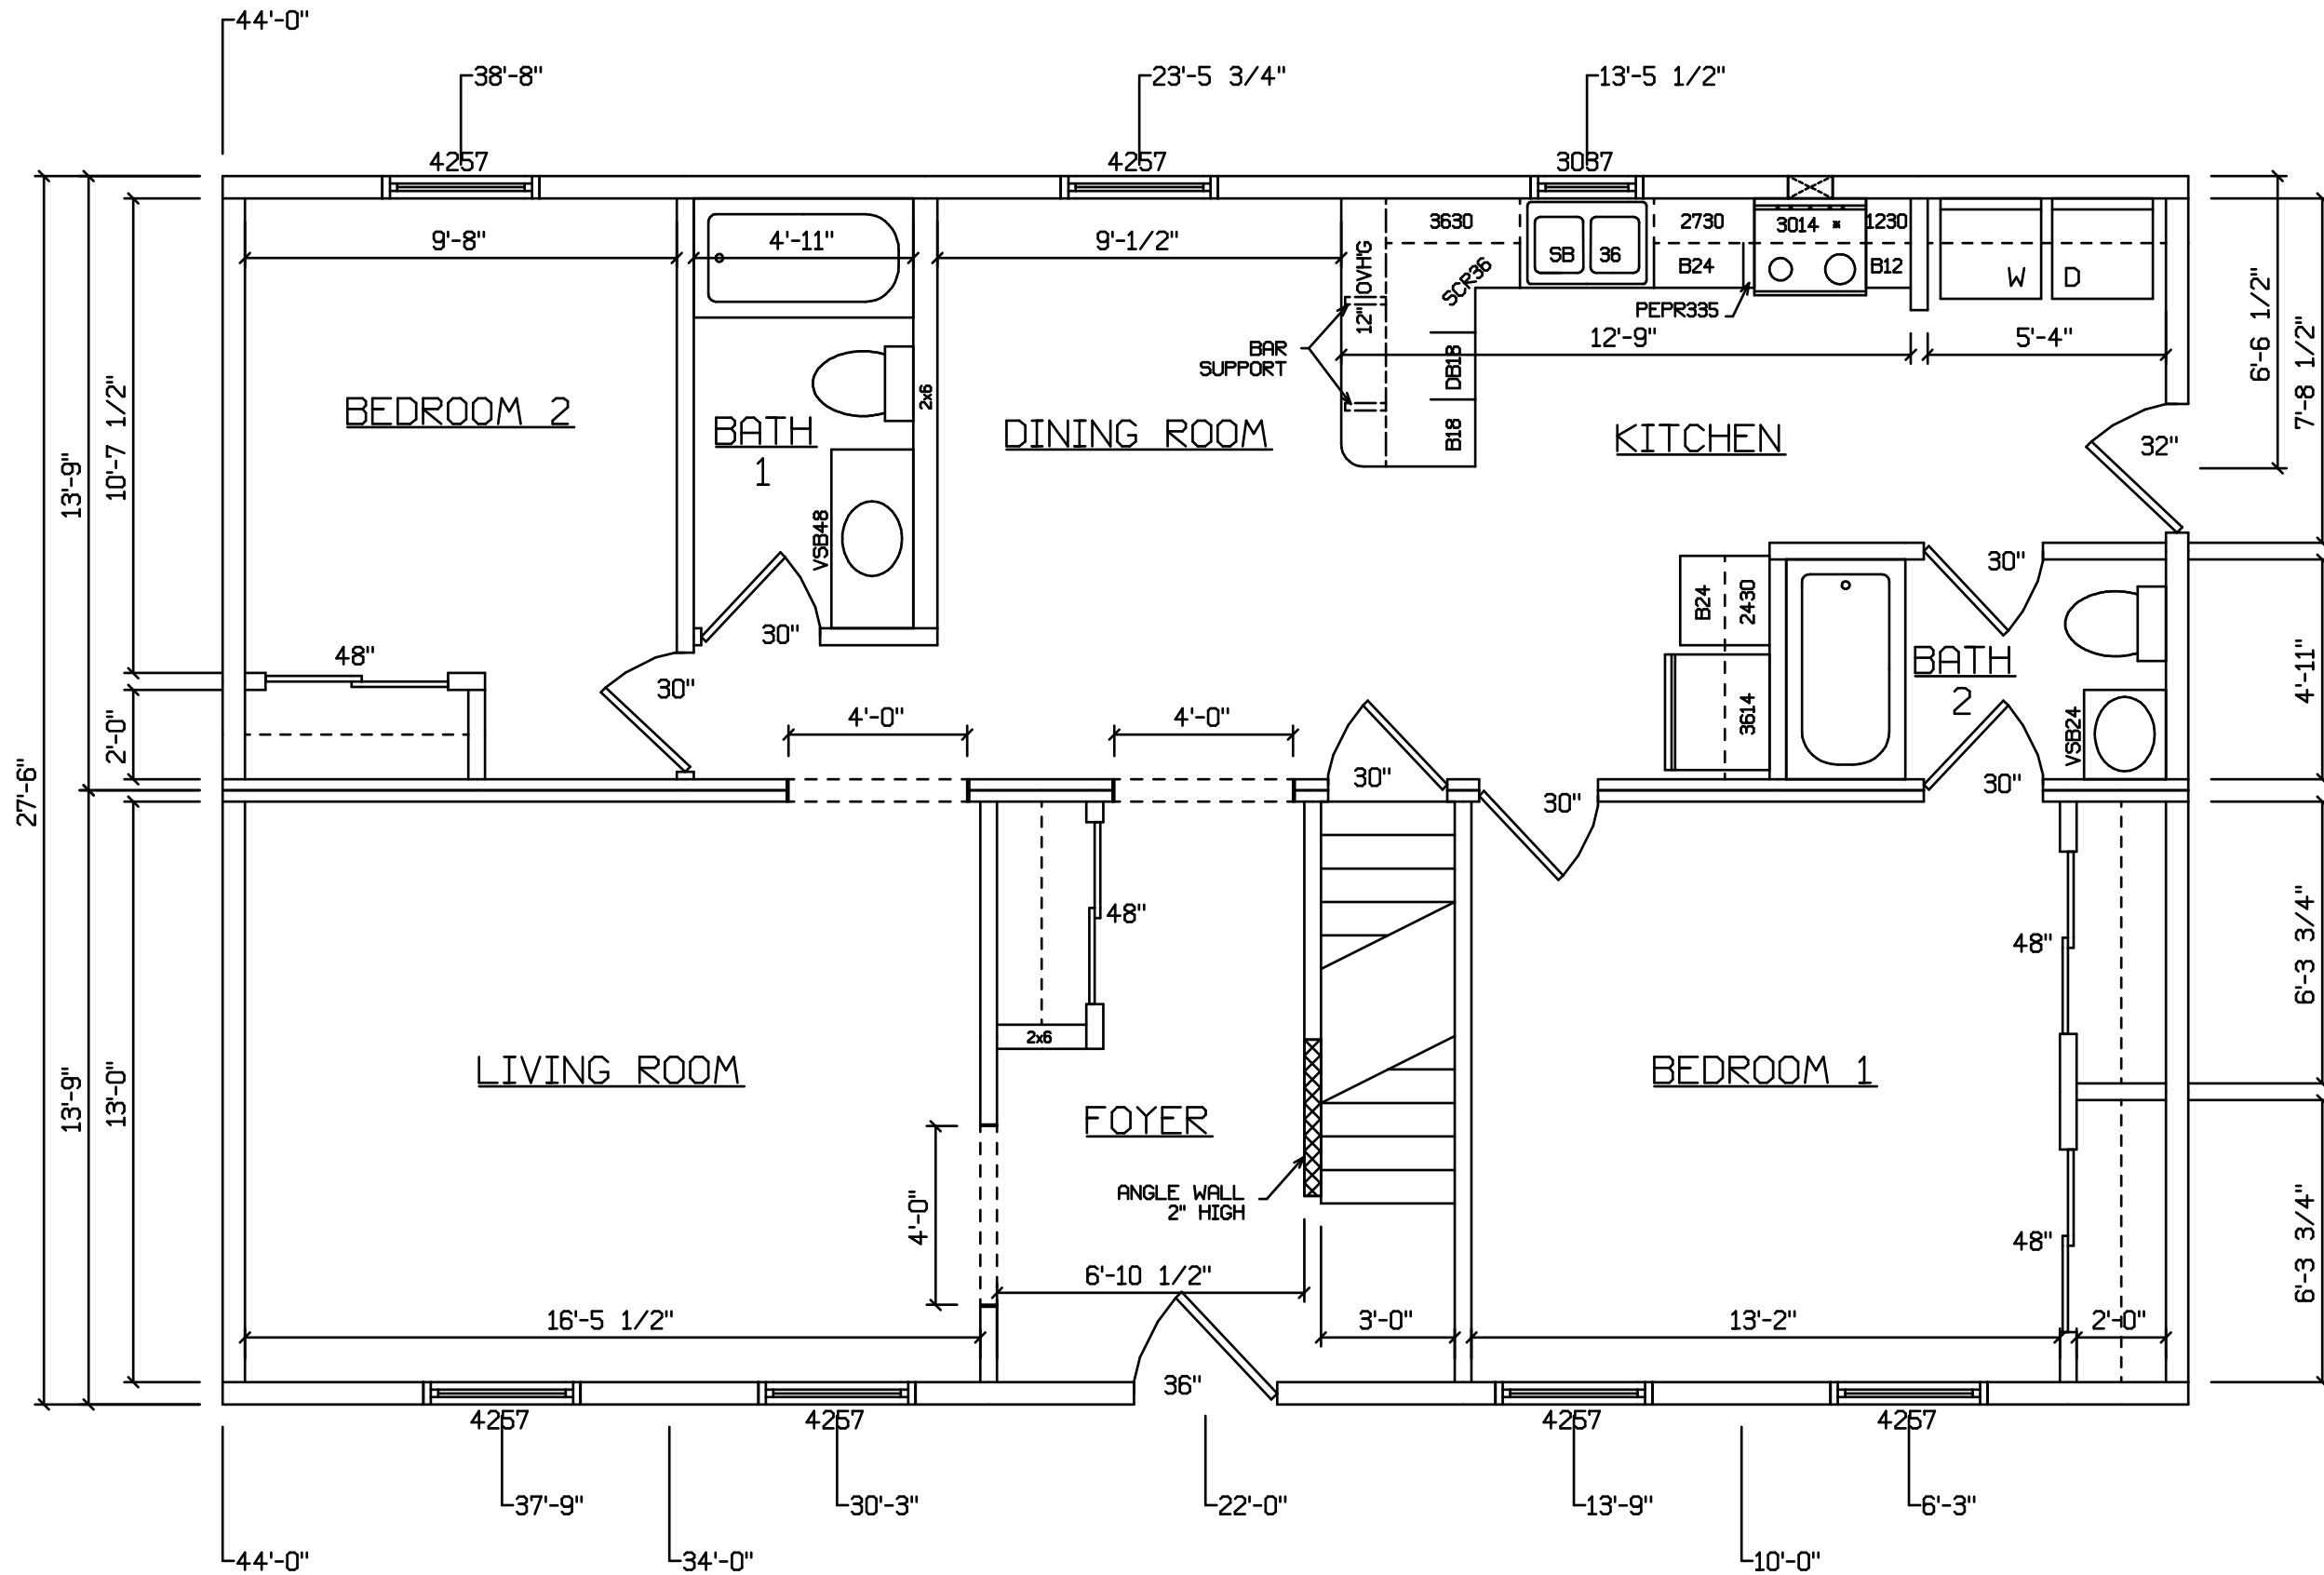 44'-0"
38'-8"
23'-5 3/4"
13'-5 1/2"
4257
4257
3037
9'-8"
4'-11"
9'-1/2"
12" OVH'G
3630
SB 36
2730
3014 *
1230
SCR36
B24
B12
W D
PEPR335
BAR
SUPPORT
12'-9"
5'-4"
DB18
B18
6'-6 1/2"
7'-8 1/2"
2x6
10'-7 1/2"
13'-9"
BEDROOM 2
BATH
1
DINING ROOM
KITCHEN
32"
VSB48
30"
30"
B24
2430
48"
30"
BATH
2
4'-11"
3614
VSB24
2'-0"
27'-6"
4'-0"
4'-0"
30"
30"
30"
48"
48"
6'-3 3/4"
2x6
13'-9"
13'-0"
LIVING ROOM
BEDROOM 1
FOYER
ANGLE WALL
2" HIGH
4'-0"
48"
6'-3 3/4"
6'-10 1/2"
16'-5 1/2"
3'-0"
13'-2"
2'-0"
36"
4257
4257
4257
4257
37'-9"
30'-3"
22'-0"
13'-9"
6'-3"
44'-0"
34'-0"
10'-0"